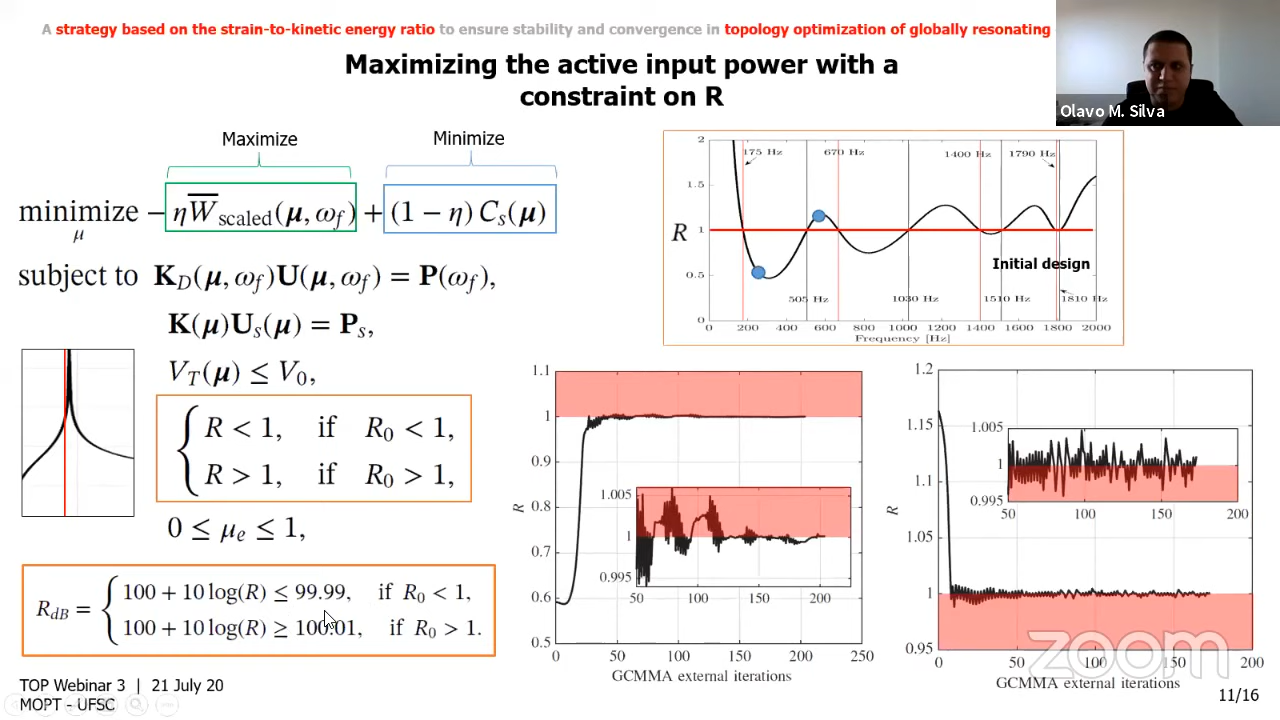 A strategy based on the strain-to-kinetic energy ratio to ensure stability and convergence in topology optimization of globally resonating
Maximizing the active input power with a
constraint on R
Olavo M. Silva
Maximize
Minimize
minimize − η W̅scaled(μ, ωf) + (1 − η) Cs(μ)
μ
subject to K_D(μ, ωf)U(μ, ωf) = P(ωf),
K(μ)Us(μ) = Ps,
V_T(μ) ≤ V0,
R < 1, if R0 < 1,
R > 1, if R0 > 1,
0 ≤ μe ≤ 1,
RdB = { 100 + 10 log(R) ≤ 99.99, if R0 < 1,
100 + 10 log(R) ≥ 100.01, if R0 > 1.
2
175 Hz
670 Hz
1400 Hz
1790 Hz
1.5
R
1
Initial design
0.5
505 Hz
1030 Hz
1510 Hz
1810 Hz
0
0 200 400 600 800 1000 1200 1400 1600 1800 2000
Frequency [Hz]
1.1
1
0.9
0.8
0.7
0.6
0.5
R
1.005
1
0.995
50 100 150 200
0 50 100 150 200 250
GCMMA external iterations
1.2
1.15
1.1
1.05
1
0.95
R
1.005
1
0.995
50 100 150 200
0 50 100 150 200
GCMMA external iterations
zoom
TOP Webinar 3 | 21 July 20
MOPT - UFSC
11/16